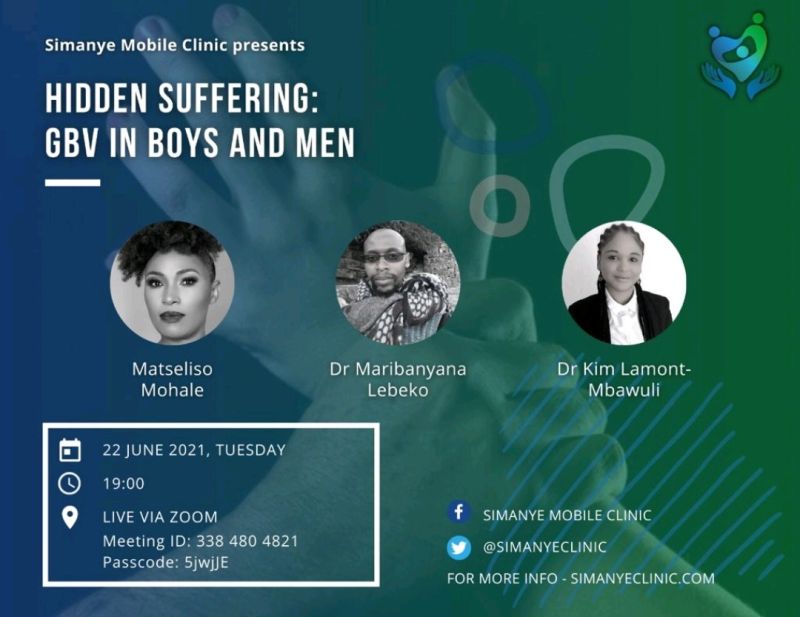 Simanye Mobile Clinic presents
HIDDEN SUFFERING:
GBV IN BOYS AND MEN
Matseliso
Mohale
Dr Maribanyana
Lebeko
Dr Kim Lamont-
Mbawuli
22 JUNE 2021, TUESDAY
19:00
LIVE VIA ZOOM
Meeting ID: 338 480 4821
Passcode: 5jwjJE
SIMANYE MOBILE CLINIC
@SIMANYECLINIC
FOR MORE INFO - SIMANYECLINIC.COM